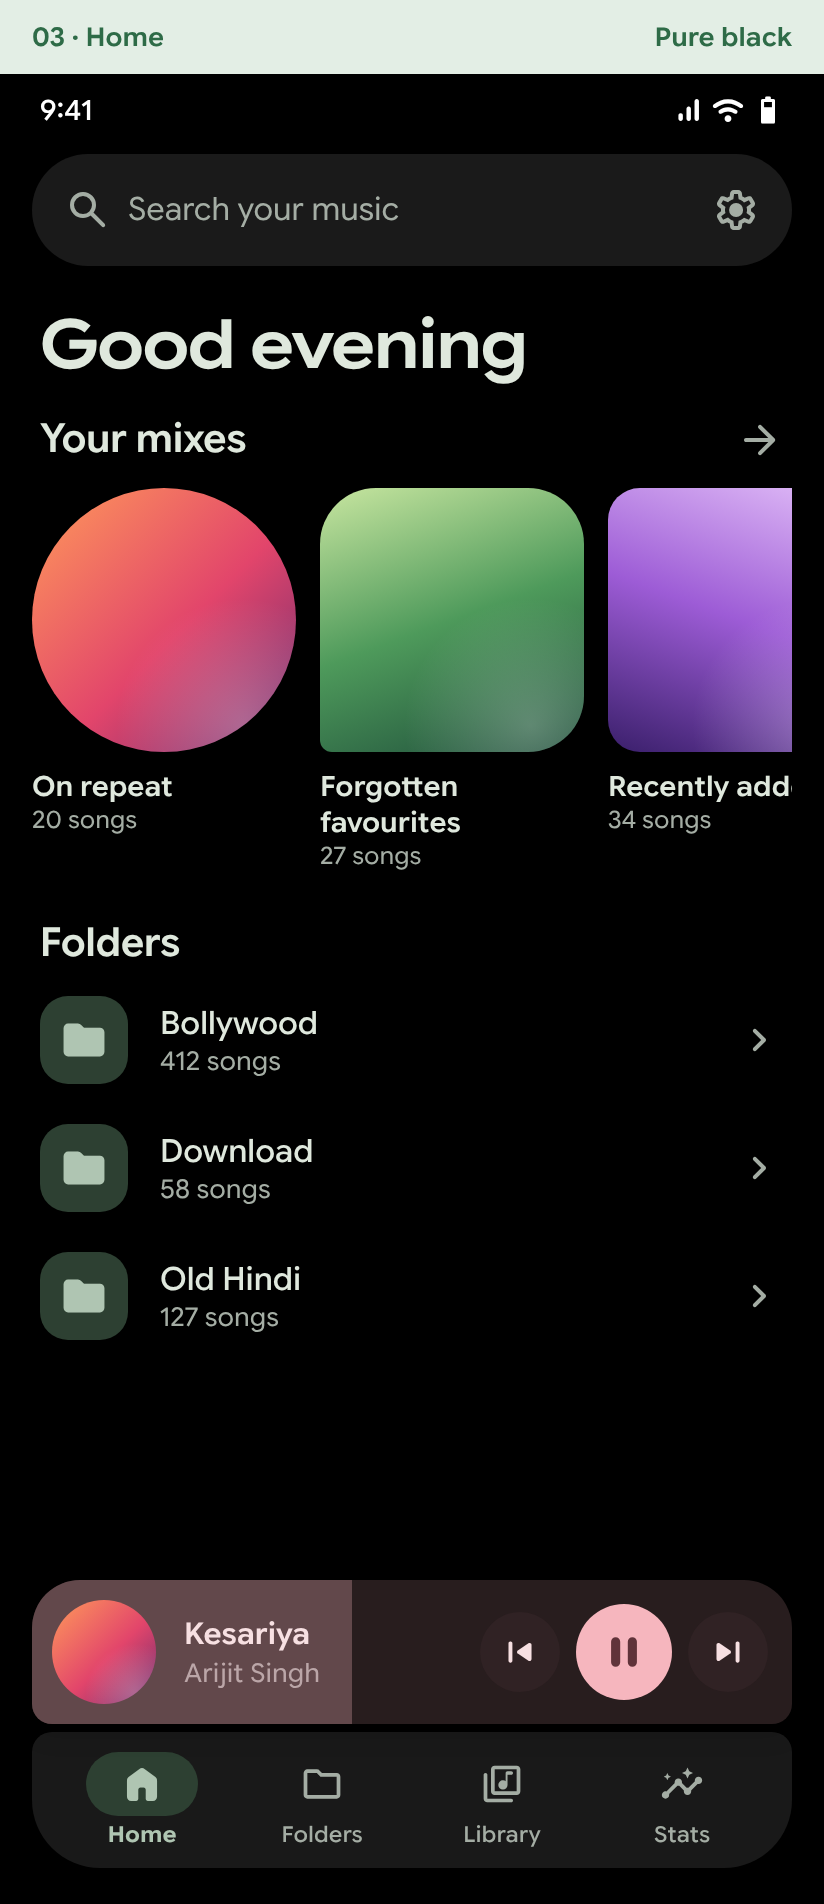 03 · Home
Pure black
9:41
Search your music
Good evening
Your mixes
On repeat
20 songs
Forgotten
favourites
27 songs
Recently
34 songs
Folders
Bollywood
412 songs
Download
58 songs
Old Hindi
127 songs
Kesariya
Arijit Singh
Home
Folders
Library
Stats